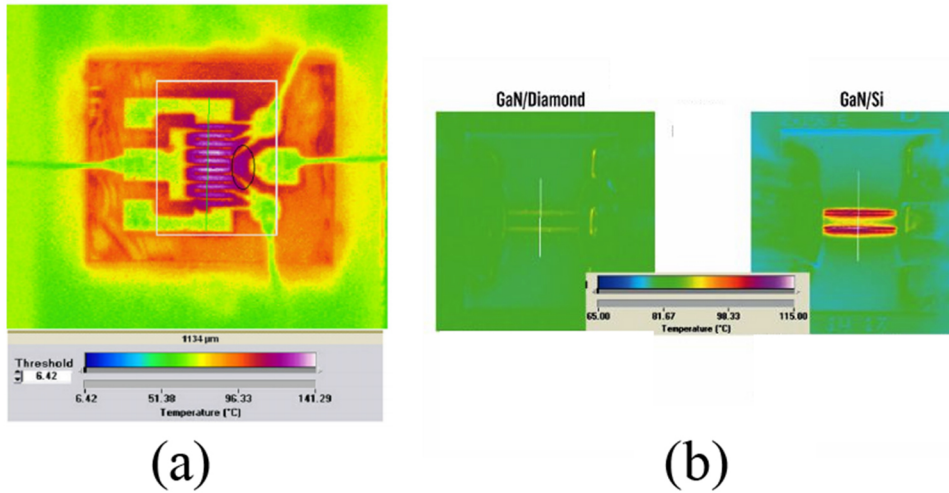 1134 µm
Threshold
6.42
6.42 51.38 96.33 141.29
Temperature (°C)
(a)
GaN/Diamond
GaN/Si
65.00 81.67 98.33 115.00
Temperature (°C)
(b)